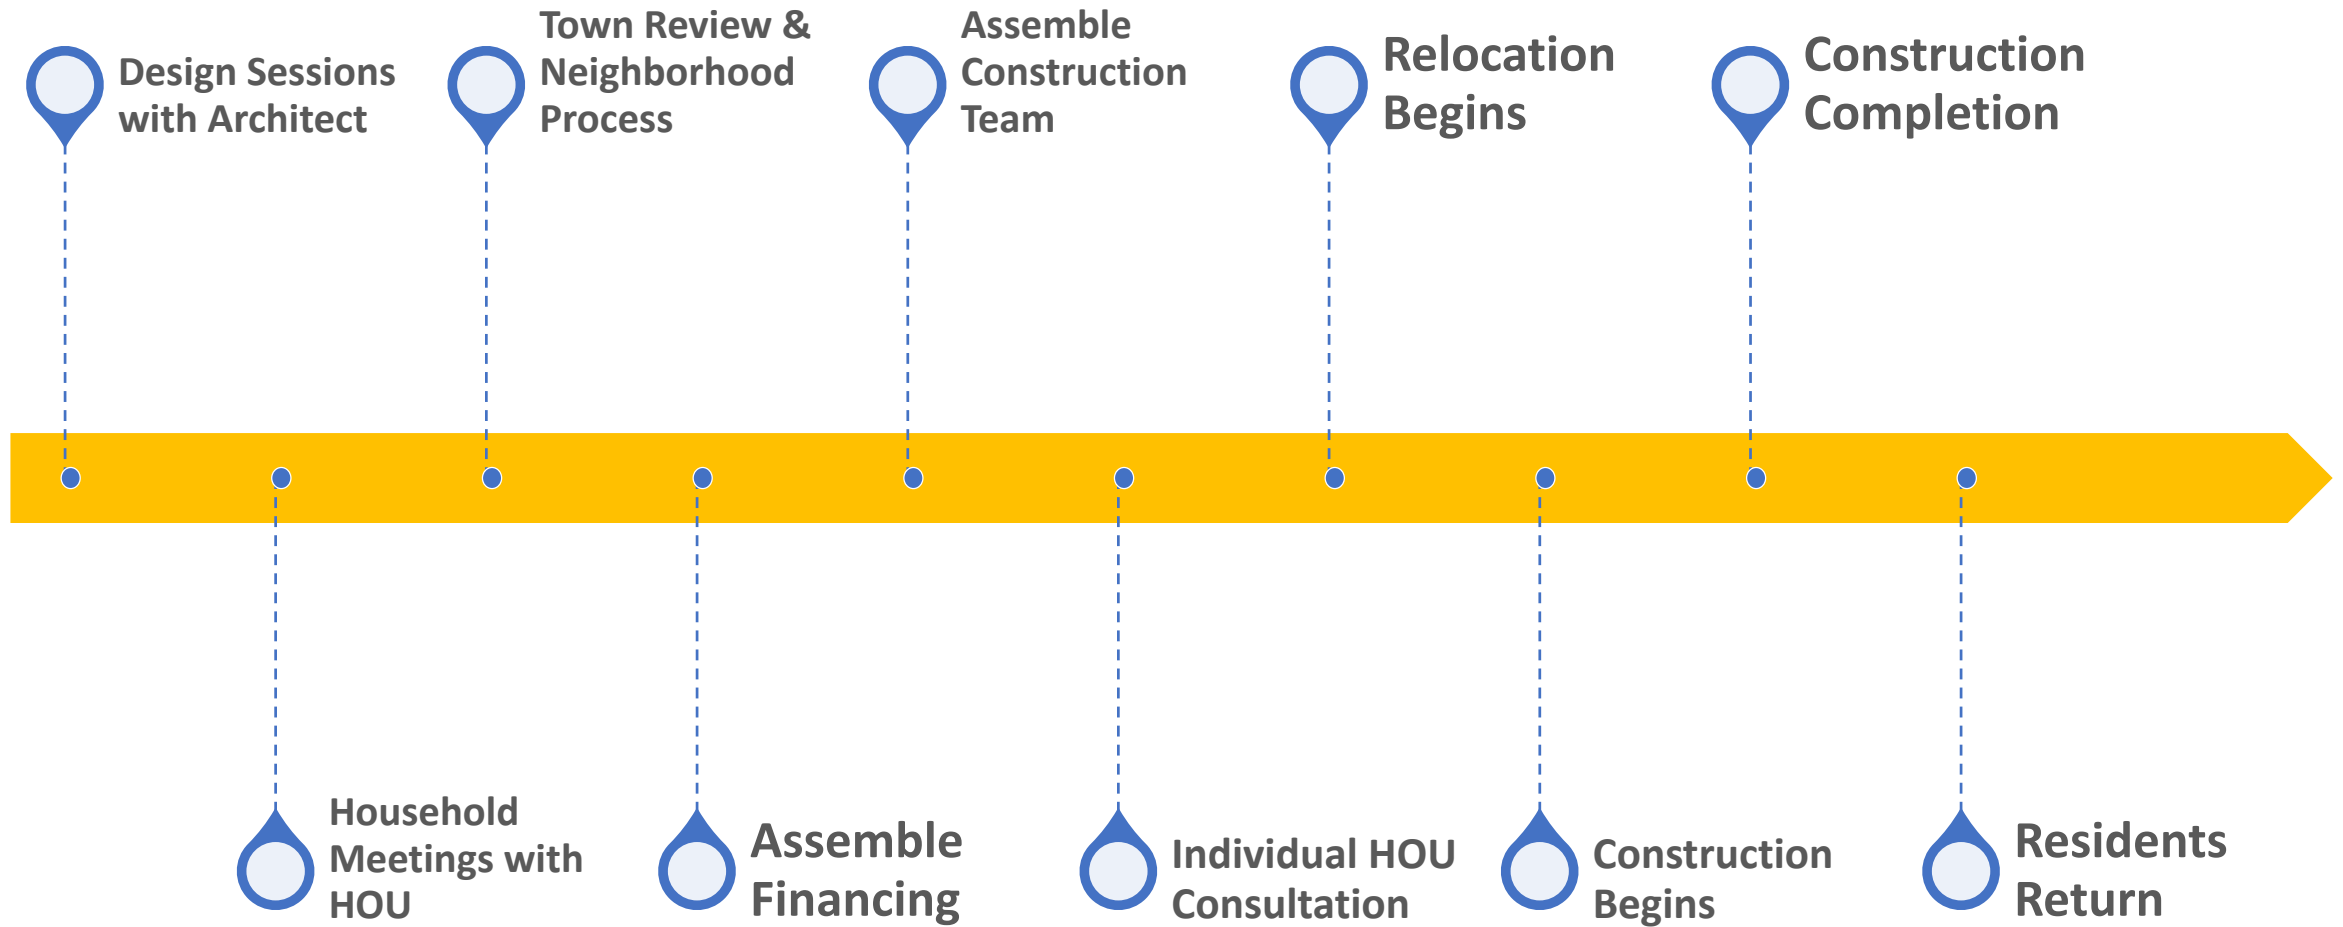 Design Sessions
with Architect
Town Review &
Neighborhood
Process
Assemble
Construction
Team
Relocation
Begins
Construction
Completion
Household
Meetings with
HOU
Assemble
Financing
Individual HOU
Consultation
Construction
Begins
Residents
Return